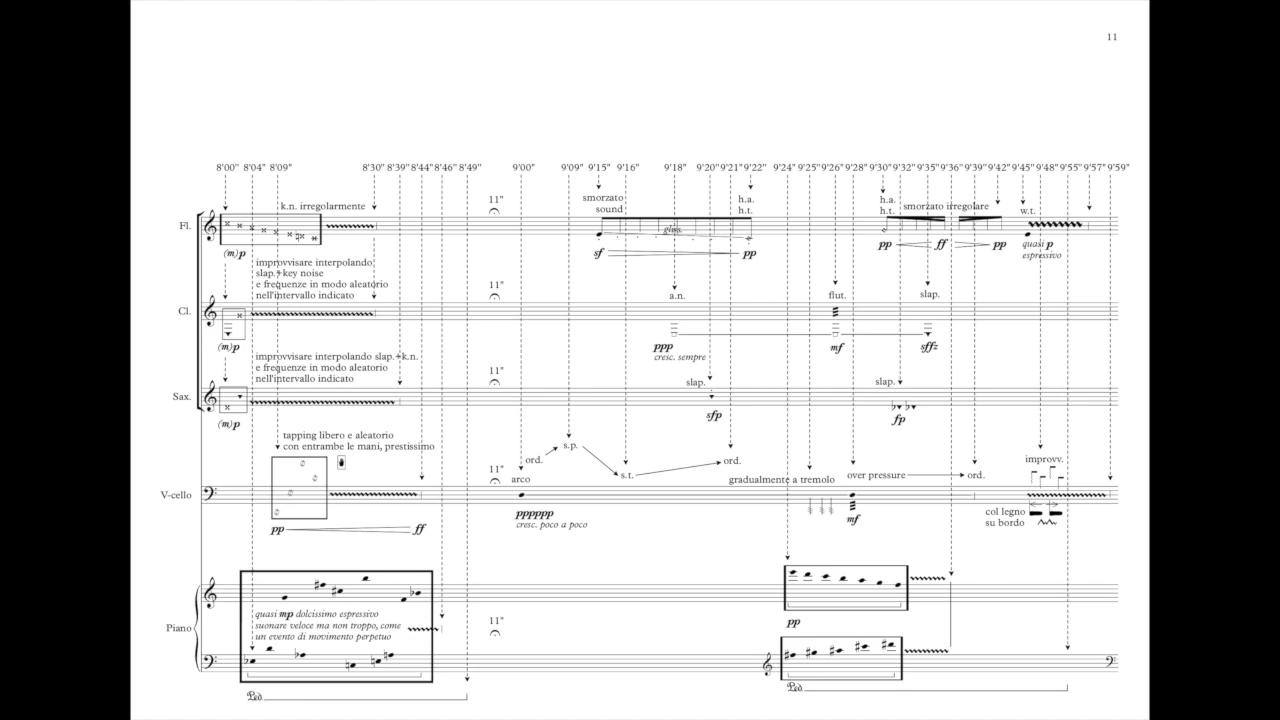 11
8'00" 8'04" 8'09" 8'30" 8'39" 8'44" 8'46" 8'49" 9'00" 9'09" 9'15" 9'16" 9'18" 9'20" 9'21" 9'22" 9'24" 9'25" 9'26" 9'28" 9'30" 9'32" 9'35" 9'36" 9'39" 9'42" 9'45" 9'48" 9'55" 9'57" 9'59"
k.n. irregolarmente
11"
smorzato
sound
h.a.
h.t.
h.a.
h.t.
smorzato irregolare
w.t.
Fl.
gliss.
(m)p
sf
pp
pp
ff
pp
quasi p
espressivo
improvvisare interpolando
slap.+key noise
e frequenze in modo aleatorio
nell'intervallo indicato
11"
a.n.
flut.
slap.
Cl.
(m)p
ppp
cresc. sempre
mf
sffz
improvvisare interpolando slap.+k.n.
e frequenze in modo aleatorio
nell'intervallo indicato
11"
slap.
slap.
Sax.
(m)p
sfp
fp
tapping libero e aleatorio
con entrambe le mani, prestissimo
11"
ord.
s.p.
s.t.
ord.
arco
gradualmente a tremolo
over pressure
ord.
improvv.
V-cello
pp
ff
pppppp
cresc. poco a poco
mf
col legno
su bordo
Piano
quasi mp dolcissimo espressivo
suonare veloce ma non troppo, come
un evento di movimento perpetuo
11"
pp
Ped
Ped